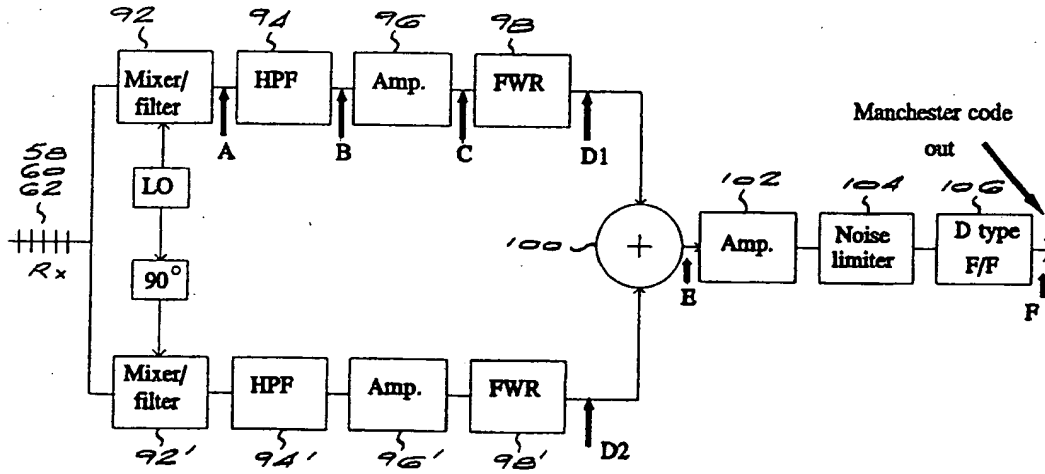 92
94
96
98
Mixer/
filter
HPF
Amp.
FWR
A
B
C
D1
Manchester code
out
58
60
62
LO
Rx
90°
100
+
102
104
106
Amp.
Noise
limiter
D type
F/F
E
F
Mixer/
filter
HPF
Amp.
FWR
92'
94'
96'
98'
D2